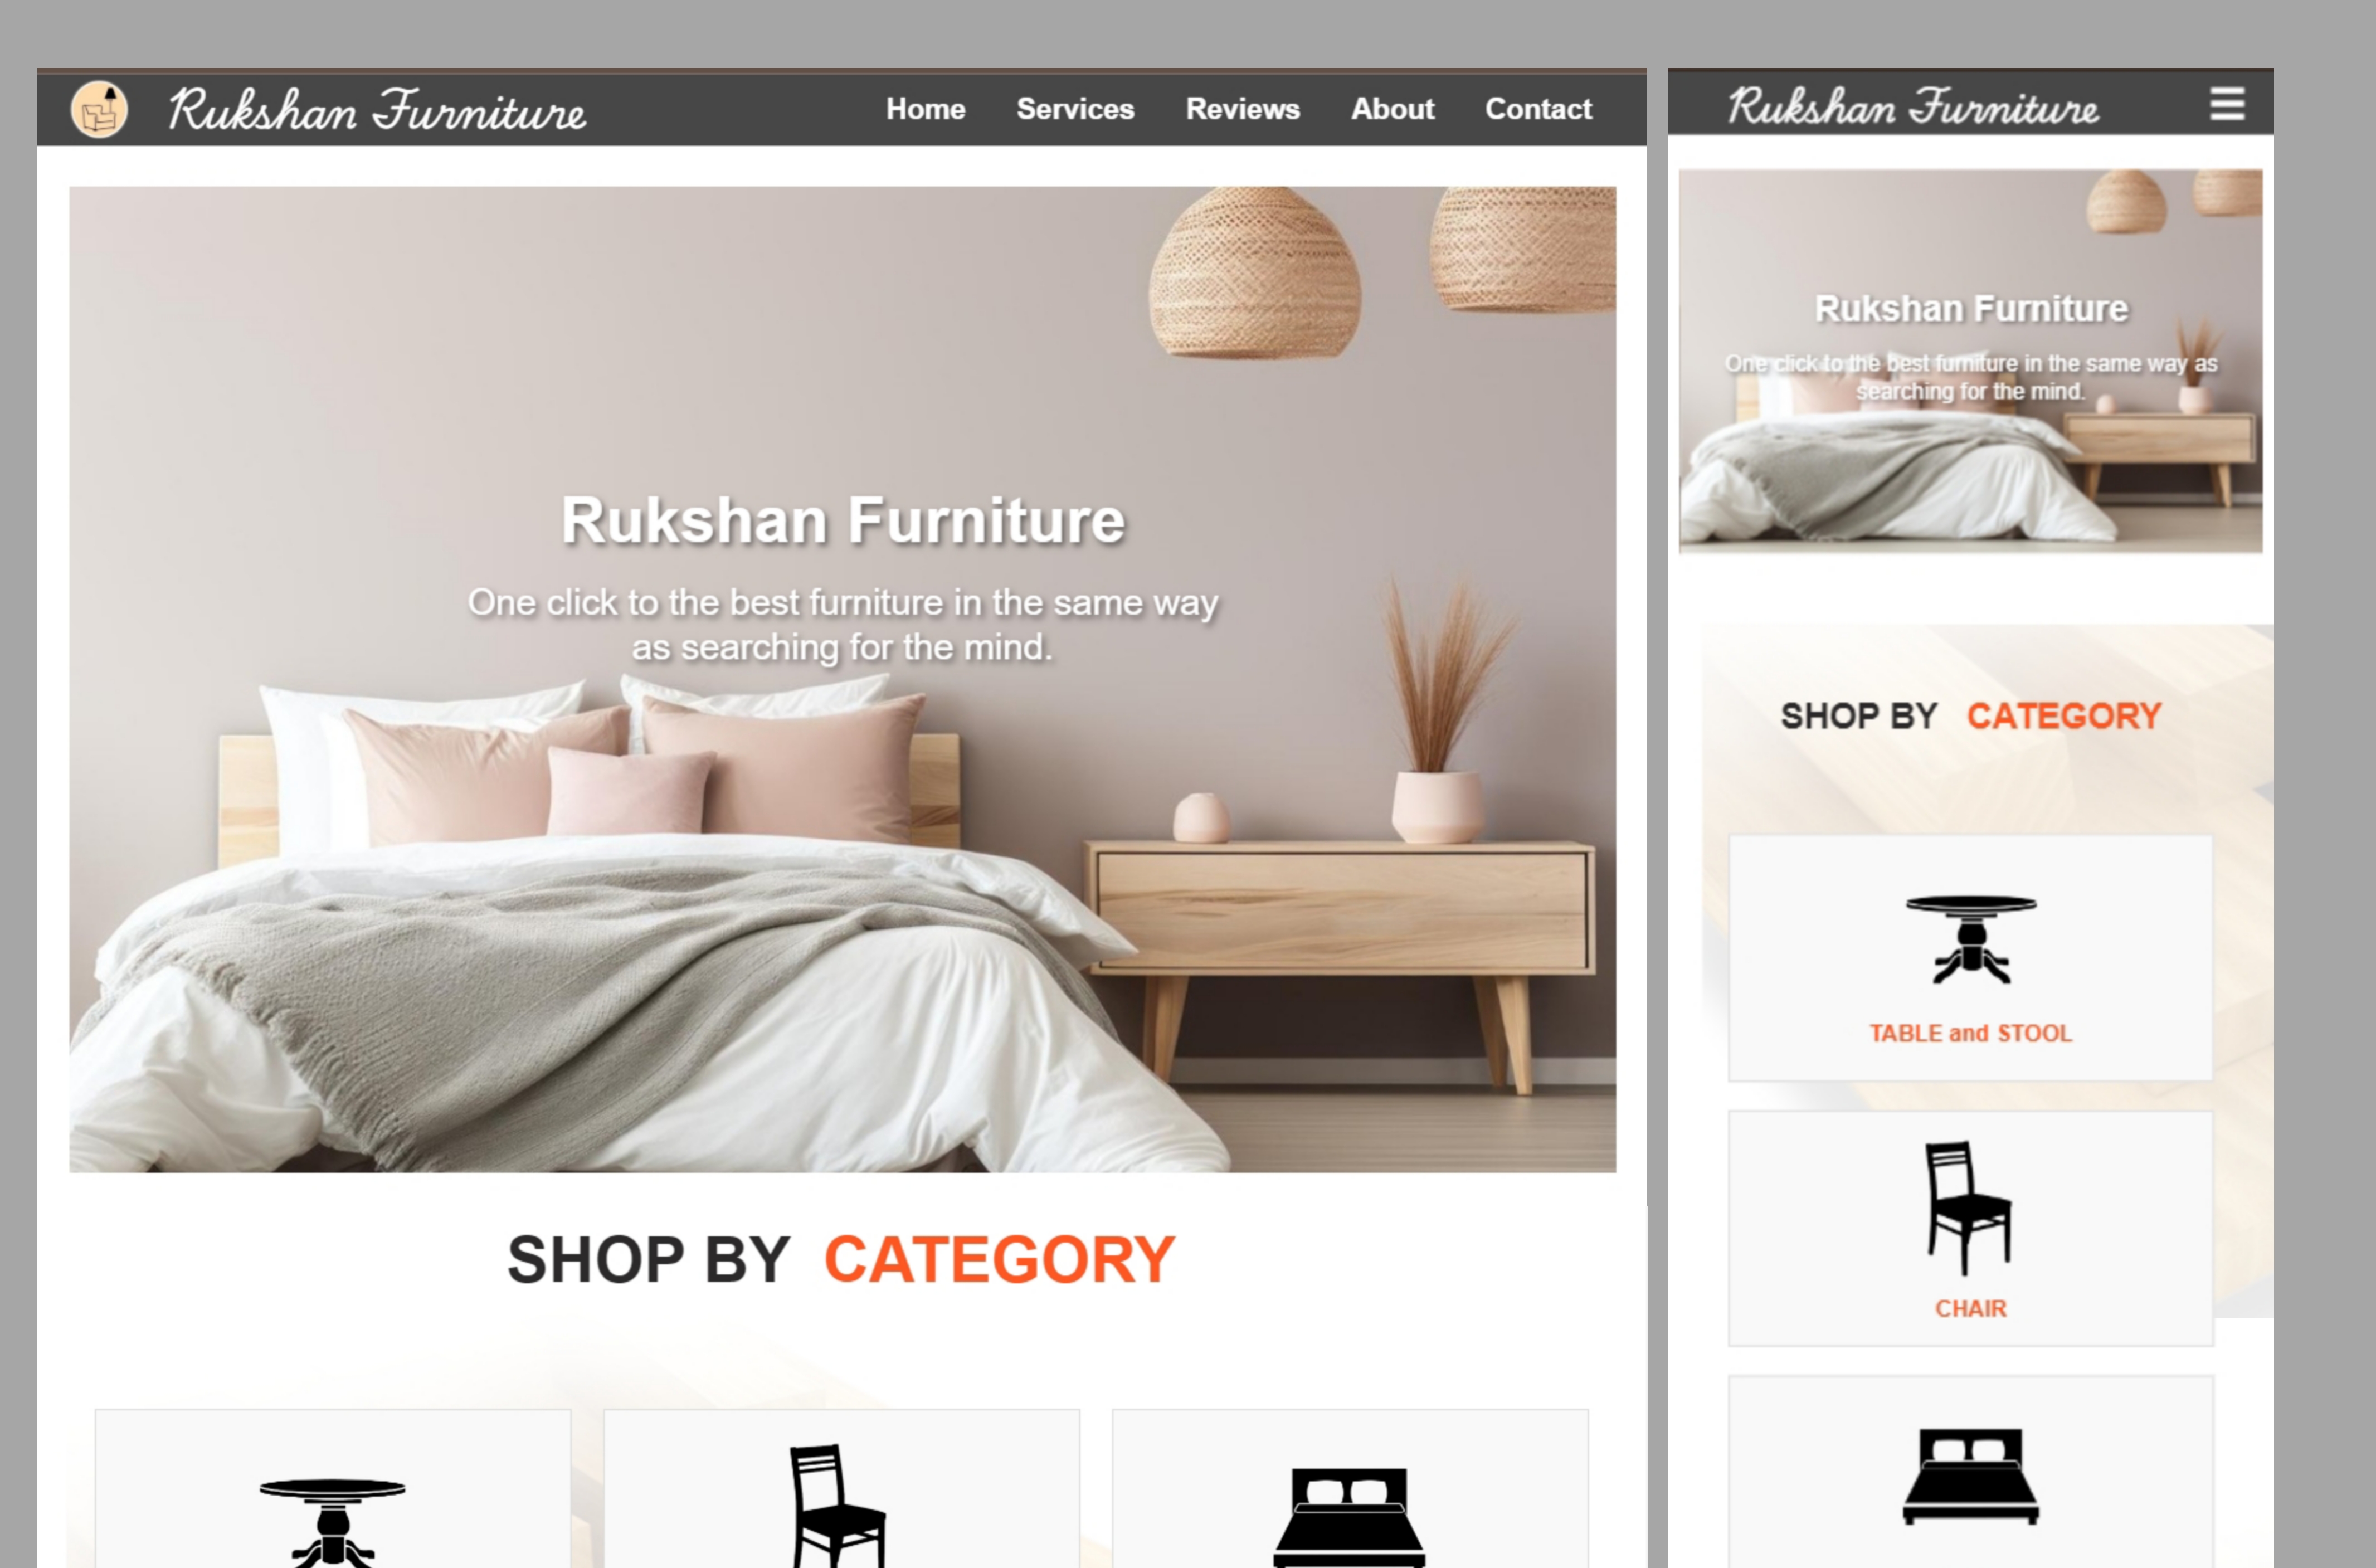 Rukshan Furniture
Home Services Reviews About Contact
Rukshan Furniture
One click to the best furniture in the same way
as searching for the mind.
SHOP BY CATEGORY
Rukshan Furniture
Rukshan Furniture
One click to the best furniture in the same way as
searching for the mind.
SHOP BY CATEGORY
TABLE and STOOL
CHAIR